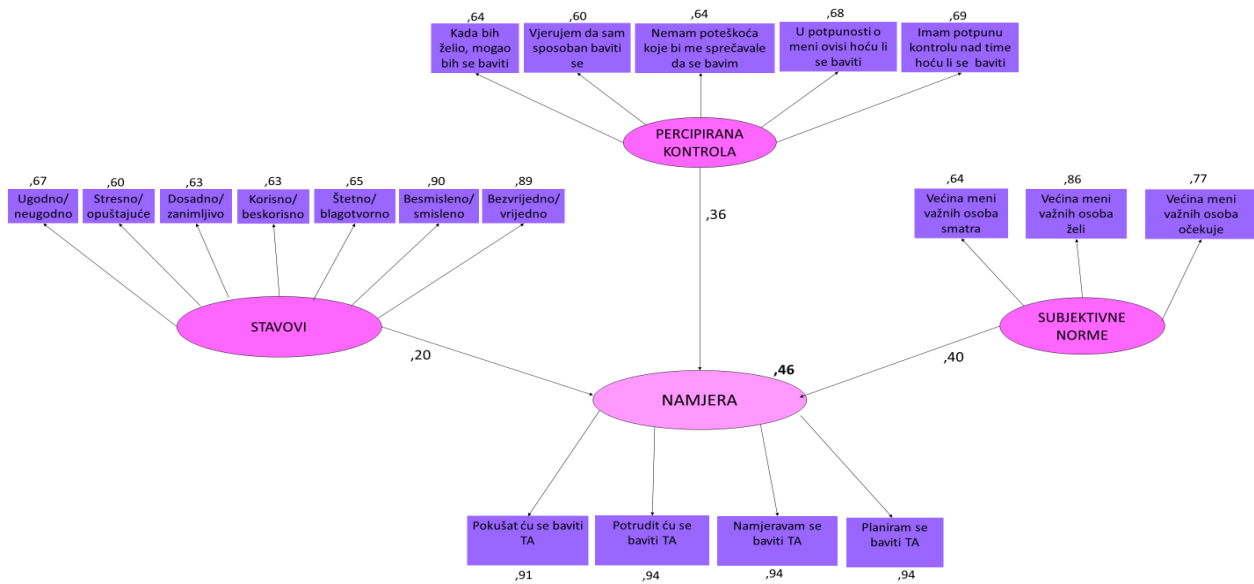 ,64
,60
,64
,68
,69
Kada bih
želio, mogao
bih se baviti
Vjerujem da sam
sposoban baviti
se
Nemam poteškoća
koje bi me sprečavale
da se bavim
U potpunosti o
meni ovisi hoću li
se baviti
Imam potpunu
kontrolu nad time
hoću li se  baviti
PERCIPIRANA
KONTROLA
,67
,60
,63
,63
,65
,90
,89
Ugodno/
neugodno
Stresno/
opuštajuće
Dosadno/
zanimljivo
Korisno/
beskorisno
Štetno/
blagotvorno
Besmisleno/
smisleno
Bezvrijedno/
vrijedno
,64
,86
,77
Većina meni
važnih osoba
smatra
Većina meni
važnih osoba
želi
Većina meni
važnih osoba
očekuje
,36
STAVOVI
SUBJEKTIVNE
NORME
,20
,40
,46
NAMJERA
Pokušat ću se baviti
TA
Potrudit ću se
baviti TA
Namjeravam se
baviti TA
Planiram se
baviti TA
,91
,94
,94
,94